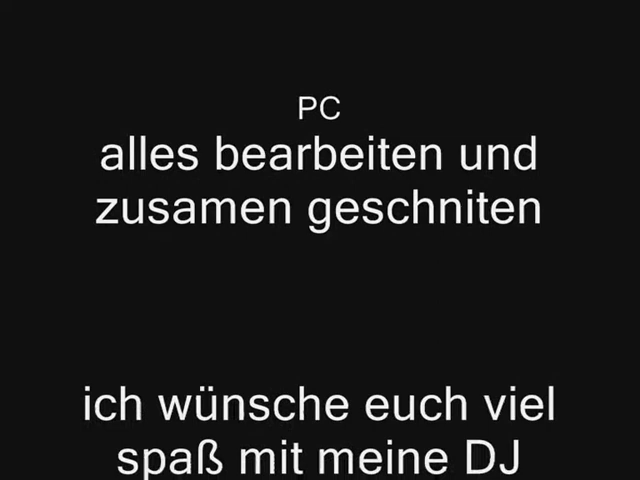 PC
alles bearbeiten und
zusamen geschniten
ich wünsche euch viel
spaß mit meine DJ